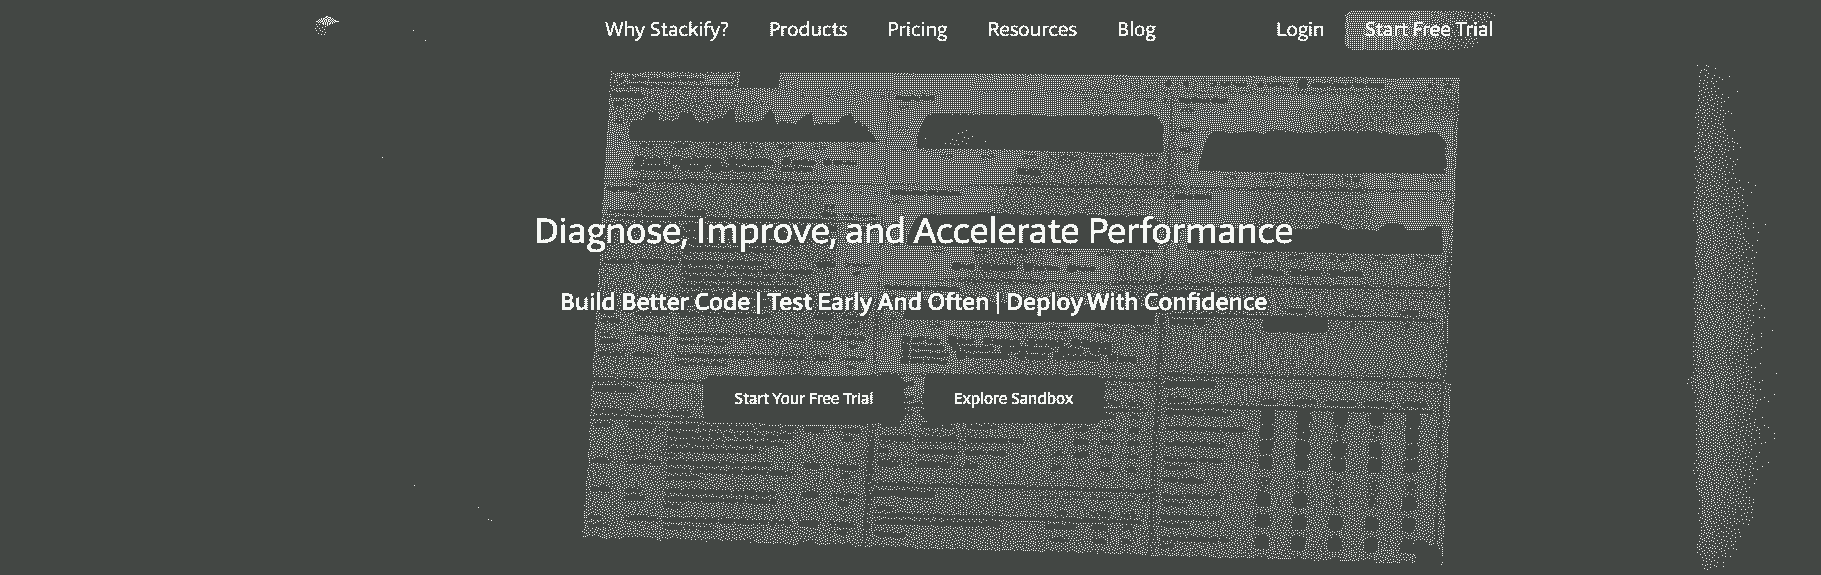 Why Stackify? Products Pricing Resources Blog Login Start Free Trial
Diagnose, Improve, and Accelerate Performance
Build Better Code | Test Early And Often | Deploy With Confidence
Start Your Free Trial Explore Sandbox